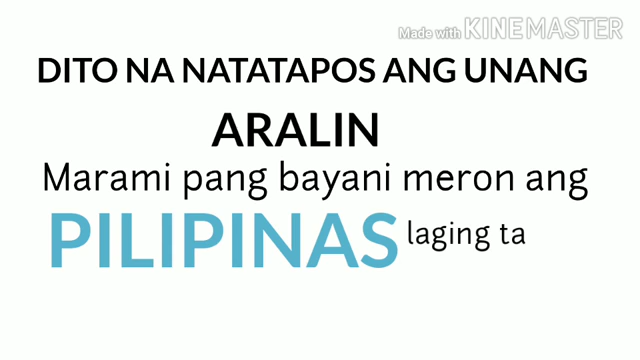 Made with KINEMASTER
DITO NA NATATAPOS ANG UNANG
ARALIN
Marami pang bayani meron ang
PILIPINAS laging ta